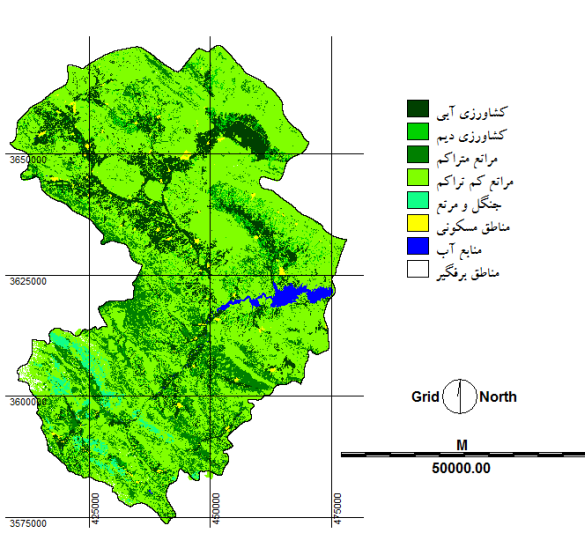 کشاورزی آبی
کشاورزی دیم
مراتع متراکم
مراتع کم تراکم
جنگل و مرتع
مناطق مسکونی
منابع آب
مناطق برفگیر
3650000
3625000
3600000
3575000
425000
450000
475000
Grid North
M
50000.00